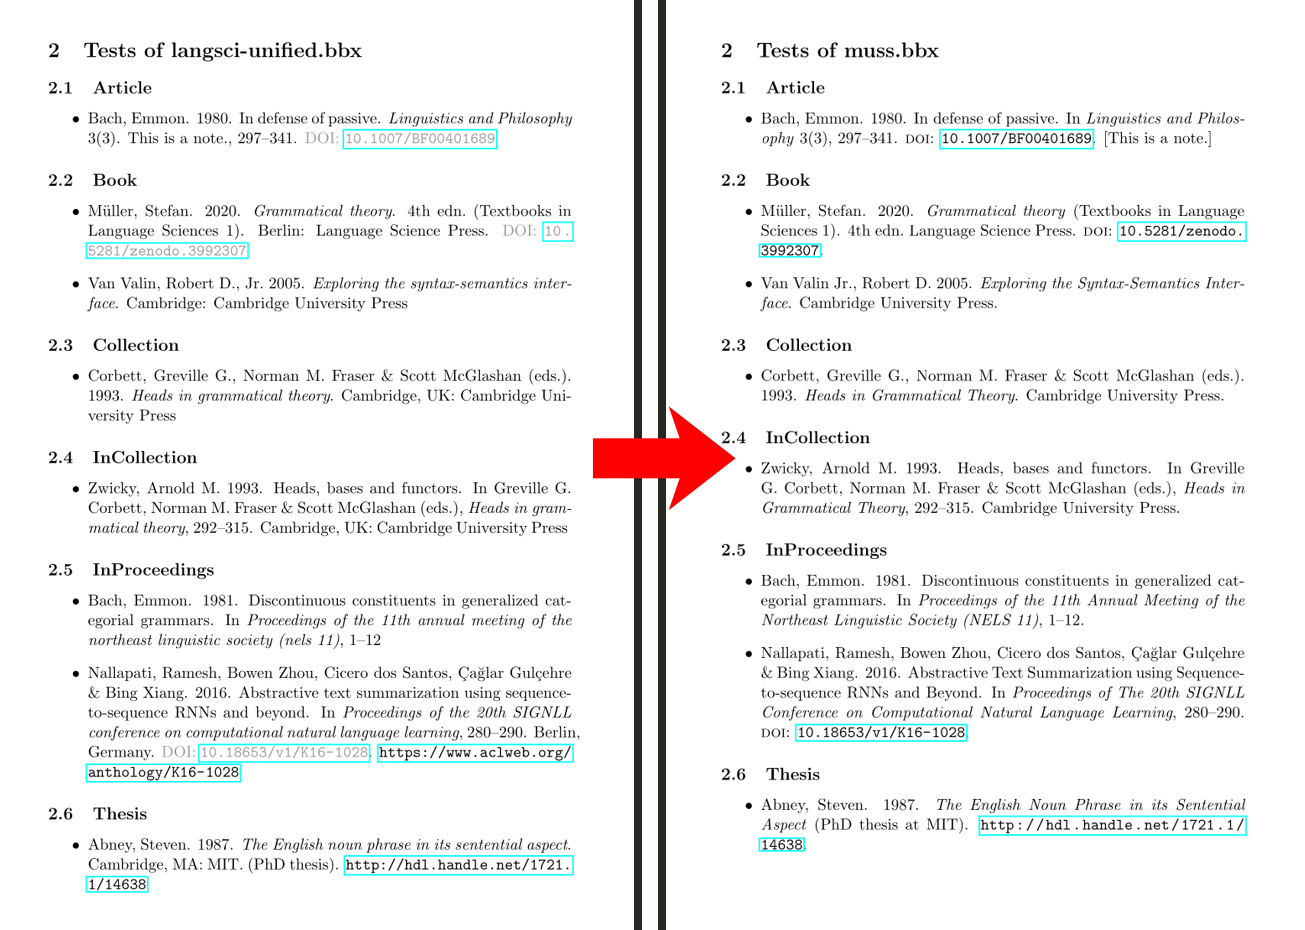 2 Tests of langsci-unified.bbx
2.1 Article
• Bach, Emmon. 1980. In defense of passive. Linguistics and Philosophy
3(3). This is a note., 297–341. DOI: 10.1007/BF00401689
2.2 Book
• Müller, Stefan. 2020. Grammatical theory. 4th edn. (Textbooks in
Language Sciences 1). Berlin: Language Science Press. DOI: 10.
5281/zenodo.3992307
• Van Valin, Robert D., Jr. 2005. Exploring the syntax-semantics inter-
face. Cambridge: Cambridge University Press
2.3 Collection
• Corbett, Greville G., Norman M. Fraser & Scott McGlashan (eds.).
1993. Heads in grammatical theory. Cambridge, UK: Cambridge Uni-
versity Press
2.4 InCollection
• Zwicky, Arnold M. 1993. Heads, bases and functors. In Greville G.
Corbett, Norman M. Fraser & Scott McGlashan (eds.), Heads in gram-
matical theory, 292–315. Cambridge, UK: Cambridge University Press
2.5 InProceedings
• Bach, Emmon. 1981. Discontinuous constituents in generalized cat-
egorial grammars. In Proceedings of the 11th annual meeting of the
northeast linguistic society (nels 11), 1–12
• Nallapati, Ramesh, Bowen Zhou, Cicero dos Santos, Çağlar Gulçehre
& Bing Xiang. 2016. Abstractive text summarization using sequence-
to-sequence RNNs and beyond. In Proceedings of the 20th SIGNLL
conference on computational natural language learning, 280–290. Berlin,
Germany. DOI: 10.18653/v1/K16-1028. https://www.aclweb.org/
anthology/K16-1028
2.6 Thesis
• Abney, Steven. 1987. The English noun phrase in its sentential aspect.
Cambridge, MA: MIT. (PhD thesis). http://hdl.handle.net/1721.
1/14638
2 Tests of muss.bbx
2.1 Article
• Bach, Emmon. 1980. In defense of passive. In Linguistics and Philos-
ophy 3(3), 297–341. DOI: 10.1007/BF00401689. [This is a note.]
2.2 Book
• Müller, Stefan. 2020. Grammatical theory (Textbooks in Language
Sciences 1). 4th edn. Language Science Press. DOI: 10.5281/zenodo.
3992307.
• Van Valin Jr., Robert D. 2005. Exploring the Syntax-Semantics Inter-
face. Cambridge University Press.
2.3 Collection
• Corbett, Greville G., Norman M. Fraser & Scott McGlashan (eds.).
1993. Heads in Grammatical Theory. Cambridge University Press.
2.4 InCollection
• Zwicky, Arnold M. 1993. Heads, bases and functors. In Greville
G. Corbett, Norman M. Fraser & Scott McGlashan (eds.), Heads in
Grammatical Theory, 292–315. Cambridge University Press.
2.5 InProceedings
• Bach, Emmon. 1981. Discontinuous constituents in generalized cat-
egorial grammars. In Proceedings of the 11th Annual Meeting of the
Northeast Linguistic Society (NELS 11), 1–12.
• Nallapati, Ramesh, Bowen Zhou, Cicero dos Santos, Çağlar Gulçehre
& Bing Xiang. 2016. Abstractive Text Summarization Using Sequence-
to-sequence RNNs and Beyond. In Proceedings of The 20th SIGNLL
Conference on Computational Natural Language Learning, 280–290.
DOI: 10.18653/v1/K16-1028.
2.6 Thesis
• Abney, Steven. 1987. The English Noun Phrase in its Sentential
Aspect (PhD thesis at MIT). http://hdl.handle.net/1721.1/
14638.